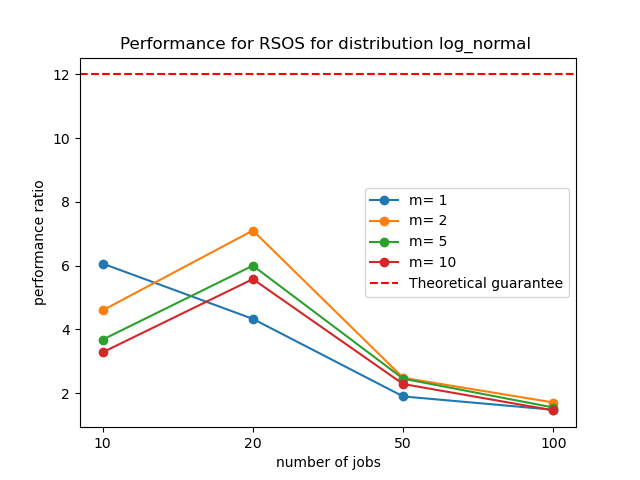 Performance for RSOS for distribution log_normal
12
10
8
6
4
2
performance ratio
m= 1
m= 2
m= 5
m= 10
Theoretical guarantee
10 20 50 100
number of jobs